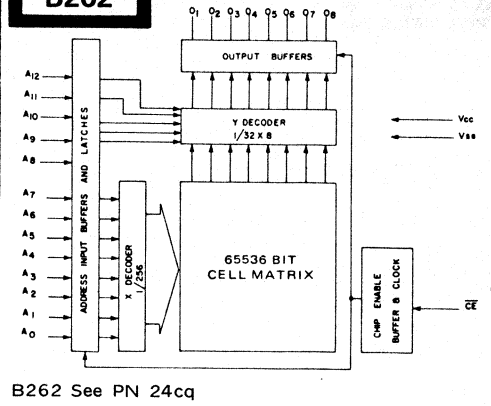 B262
O1 O2 O3 O4 O5 O6 O7 O8
OUTPUT BUFFERS
A12
A11
A10
A9
A8
A7
A6
A5
A4
A3
A2
A1
A0
ADDRESS INPUT BUFFERS AND LATCHES
Y DECODER
1/32 X 8
Vcc
Vss
X DECODER
1/256
65536 BIT
CELL MATRIX
CHIP ENABLE
BUFFER & CLOCK
CE
B262 See PN 24cq